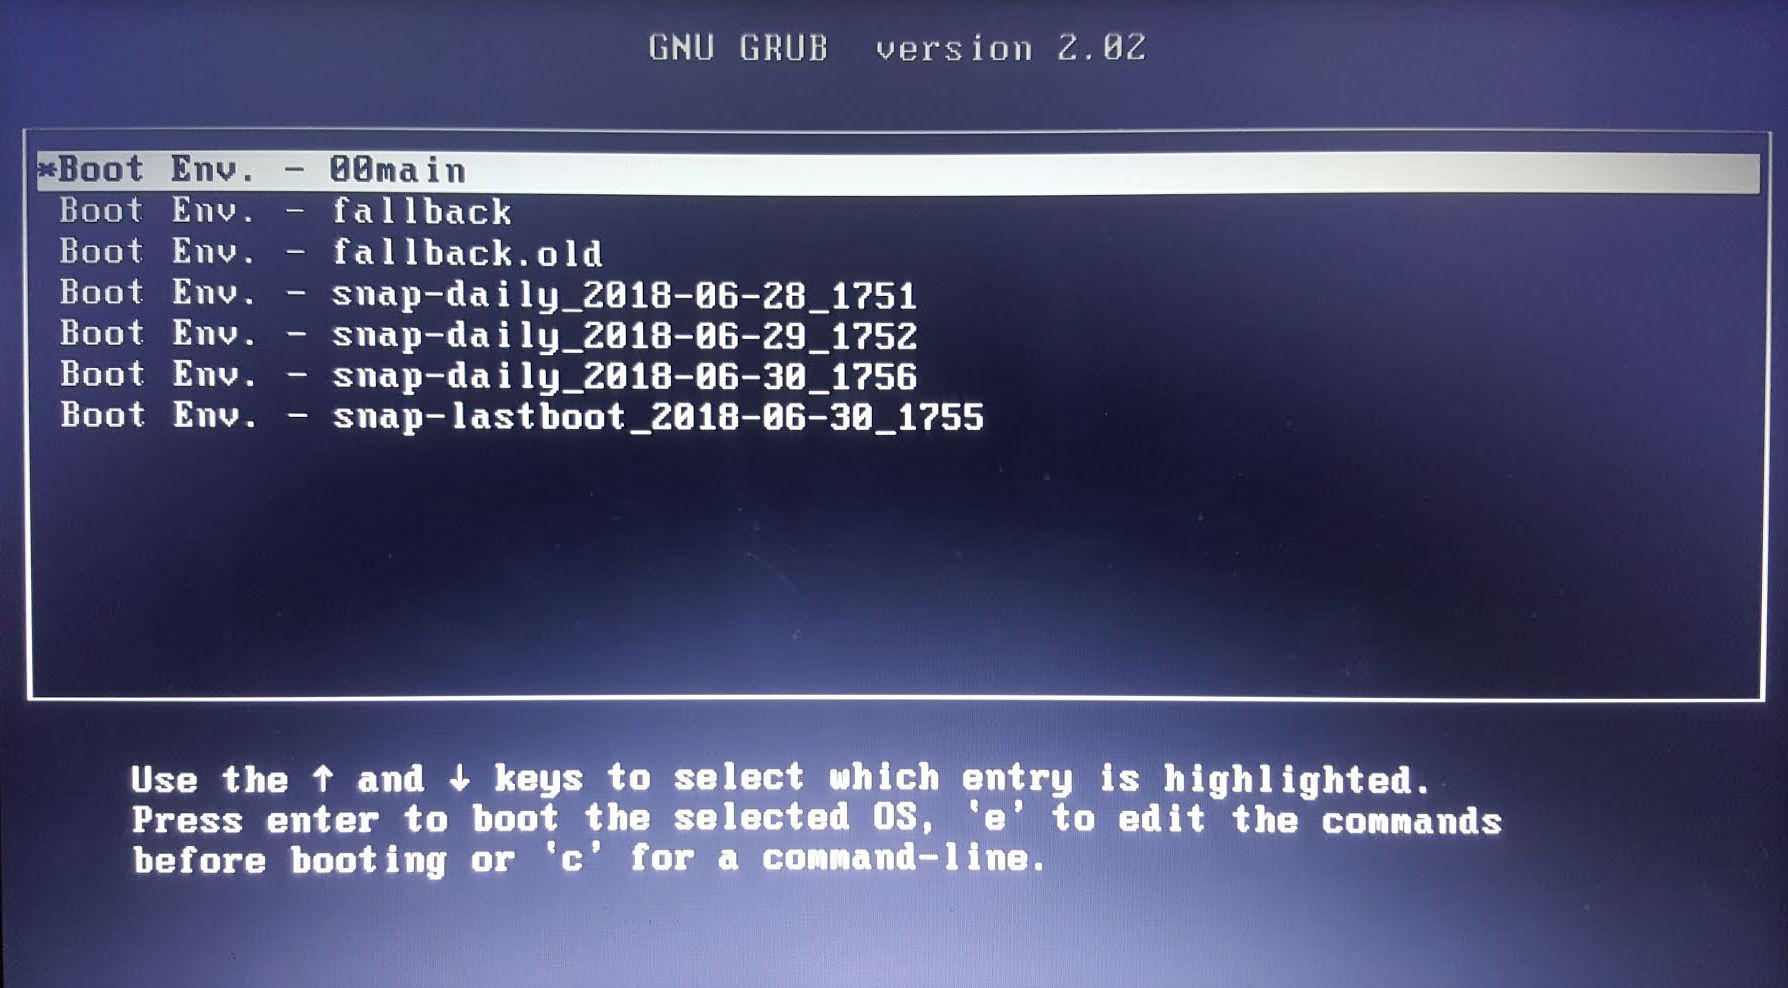 GNU GRUB  version 2.02
*Boot Env. - 00main
Boot Env. - fallback
Boot Env. - fallback.old
Boot Env. - snap-daily_2018-06-28_1751
Boot Env. - snap-daily_2018-06-29_1752
Boot Env. - snap-daily_2018-06-30_1756
Boot Env. - snap-lastboot_2018-06-30_1755
Use the ↑ and ↓ keys to select which entry is highlighted.
Press enter to boot the selected OS, `e' to edit the commands
before booting or `c' for a command-line.